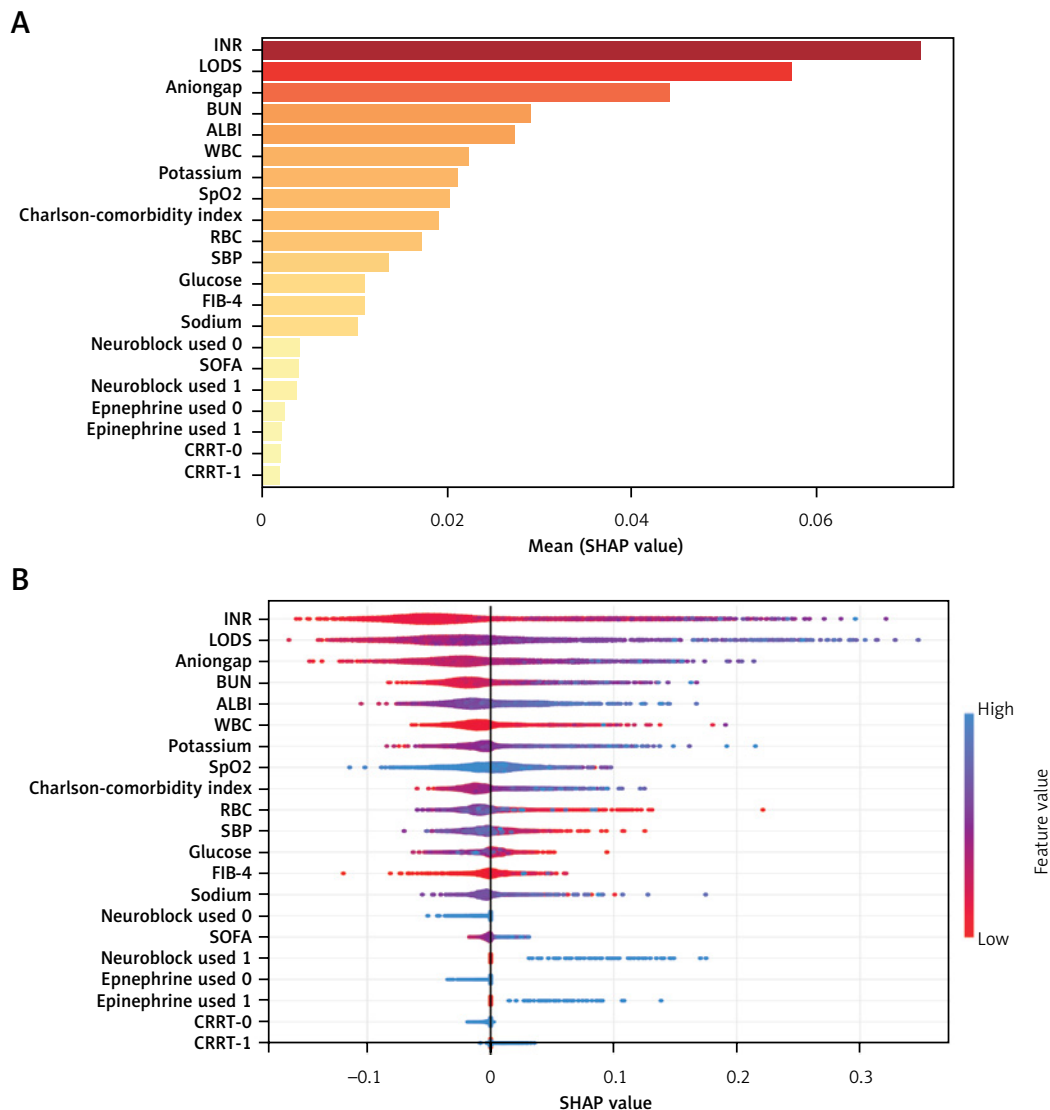 A
INR
LODS
Aniongap
BUN
ALBI
WBC
Potassium
SpO2
Charlson-comorbidity index
RBC
SBP
Glucose
FIB-4
Sodium
Neuroblock used 0
SOFA
Neuroblock used 1
Epnephrine used 0
Epinephrine used 1
CRRT-0
CRRT-1
0 0.02 0.04 0.06
Mean (SHAP value)
B
INR
LODS
Aniongap
BUN
ALBI
WBC
Potassium
SpO2
Charlson-comorbidity index
RBC
SBP
Glucose
FIB-4
Sodium
Neuroblock used 0
SOFA
Neuroblock used 1
Epnephrine used 0
Epinephrine used 1
CRRT-0
CRRT-1
–0.1 0 0.1 0.2 0.3
SHAP value
High
Low
Feature value